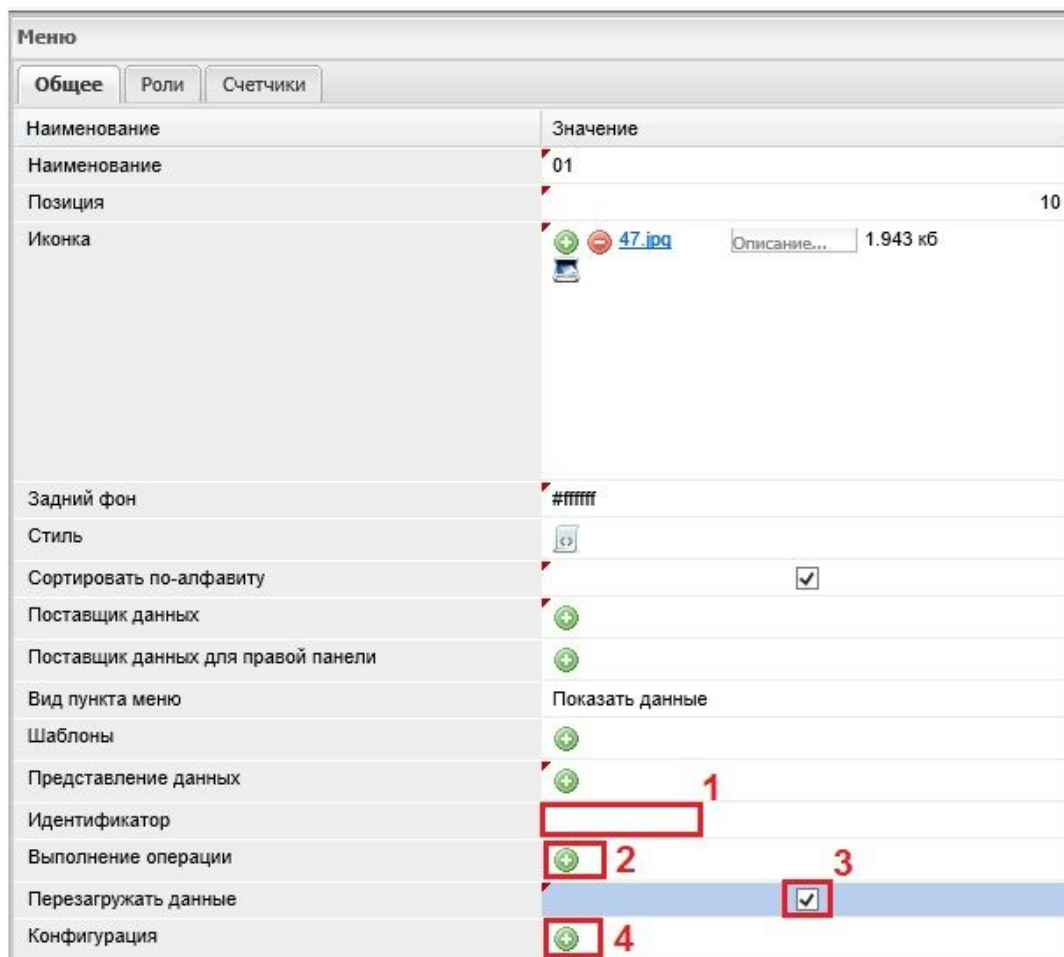 Меню
Общее Роли Счетчики
Наименование Значение
Наименование 01
Позиция 10
Иконка 47.jpg Описание... 1.943 кб
Задний фон #ffffff
Стиль
Сортировать по-алфавиту
Поставщик данных
Поставщик данных для правой панели
Вид пункта меню Показать данные
Шаблоны
Представление данных
1
Идентификатор
Выполнение операции 2
3
Перезагружать данные
Конфигурация 4